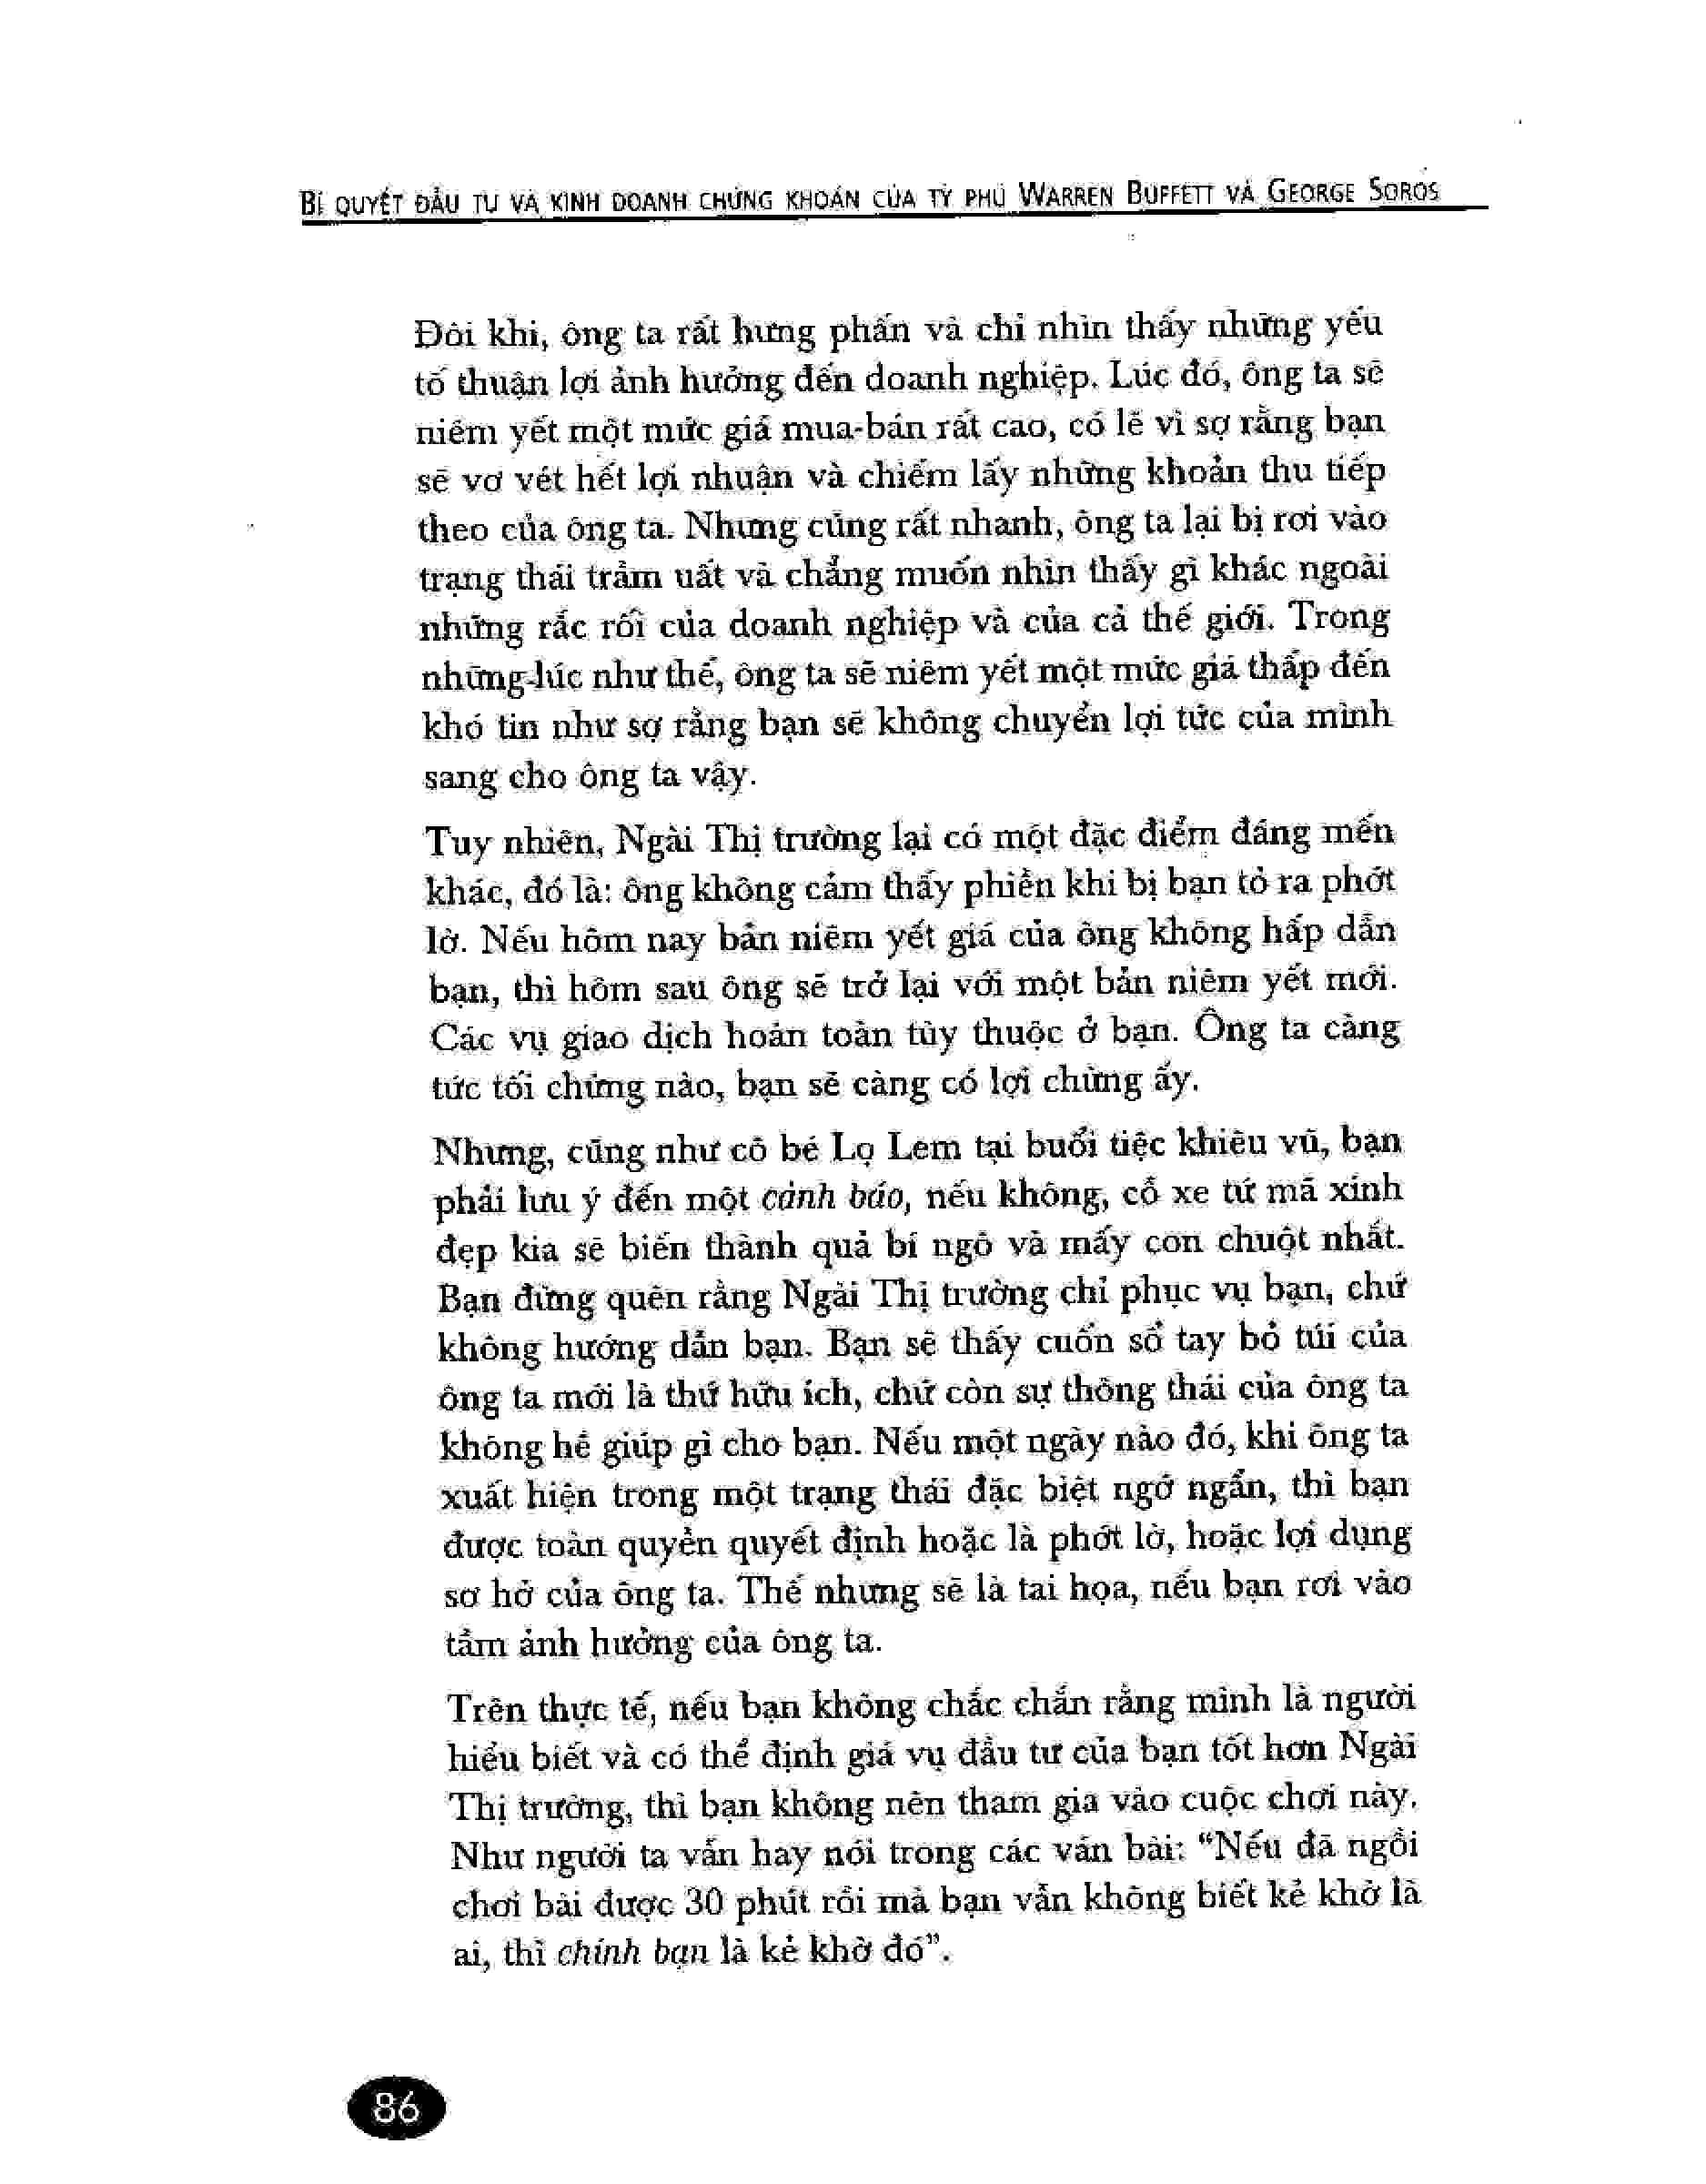 BÍ QUYẾT ĐẦU TƯ VÀ KINH DOANH CHỨNG KHOÁN CỦA TỶ PHÚ WARREN BUFFETT VÀ GEORGE SOROS
Đôi khi, ông ta rất hưng phấn và chỉ nhìn thấy những yếu
tố thuận lợi ảnh hưởng đến doanh nghiệp. Lúc đó, ông ta sẽ
niêm yết một mức giá mua-bán rất cao, có lẽ vì sợ rằng bạn
sẽ vơ vét hết lợi nhuận và chiếm lấy những khoản thu tiếp
theo của ông ta. Nhưng cũng rất nhanh, ông ta lại bị rơi vào
trạng thái trầm uất và chẳng muốn nhìn thấy gì khác ngoài
những rắc rối của doanh nghiệp và của cả thế giới. Trong
những lúc như thế, ông ta sẽ niêm yết một mức giá thấp đến
khó tin như sợ rằng bạn sẽ không chuyển lợi tức của mình
sang cho ông ta vậy.
Tuy nhiên, Ngài Thị trường lại có một đặc điểm đáng mến
khác, đó là: ông không cảm thấy phiền khi bị bạn tỏ ra phớt
lờ. Nếu hôm nay bản niêm yết giá của ông không hấp dẫn
bạn, thì hôm sau ông sẽ trở lại với một bản niêm yết mới.
Các vụ giao dịch hoàn toàn tùy thuộc ở bạn. Ông ta càng
tức tối chừng nào, bạn sẽ càng có lợi chừng ấy.
Nhưng, cũng như cô bé Lọ Lem tại buổi tiệc khiêu vũ, bạn
phải lưu ý đến một cảnh báo, nếu không, cỗ xe tứ mã xinh
đẹp kia sẽ biến thành quả bí ngô và mấy con chuột nhắt.
Bạn đừng quên rằng Ngài Thị trường chỉ phục vụ bạn, chứ
không hướng dẫn bạn. Bạn sẽ thấy cuốn sổ tay bỏ túi của
ông ta mới là thứ hữu ích, chứ còn sự thông thái của ông ta
không hề giúp gì cho bạn. Nếu một ngày nào đó, khi ông ta
xuất hiện trong một trạng thái đặc biệt ngớ ngẩn, thì bạn
được toàn quyền quyết định hoặc là phớt lờ, hoặc lợi dụng
sơ hở của ông ta. Thế nhưng sẽ là tai họa, nếu bạn rơi vào
tầm ảnh hưởng của ông ta.
Trên thực tế, nếu bạn không chắc chắn rằng mình là người
hiểu biết và có thể định giá vụ đầu tư của bạn tốt hơn Ngài
Thị trường, thì bạn không nên tham gia vào cuộc chơi này.
Như người ta vẫn hay nói trong các ván bài: “Nếu đã ngồi
chơi bài được 30 phút rồi mà bạn vẫn không biết kẻ khờ là
ai, thì chính bạn là kẻ khờ đó”.
86